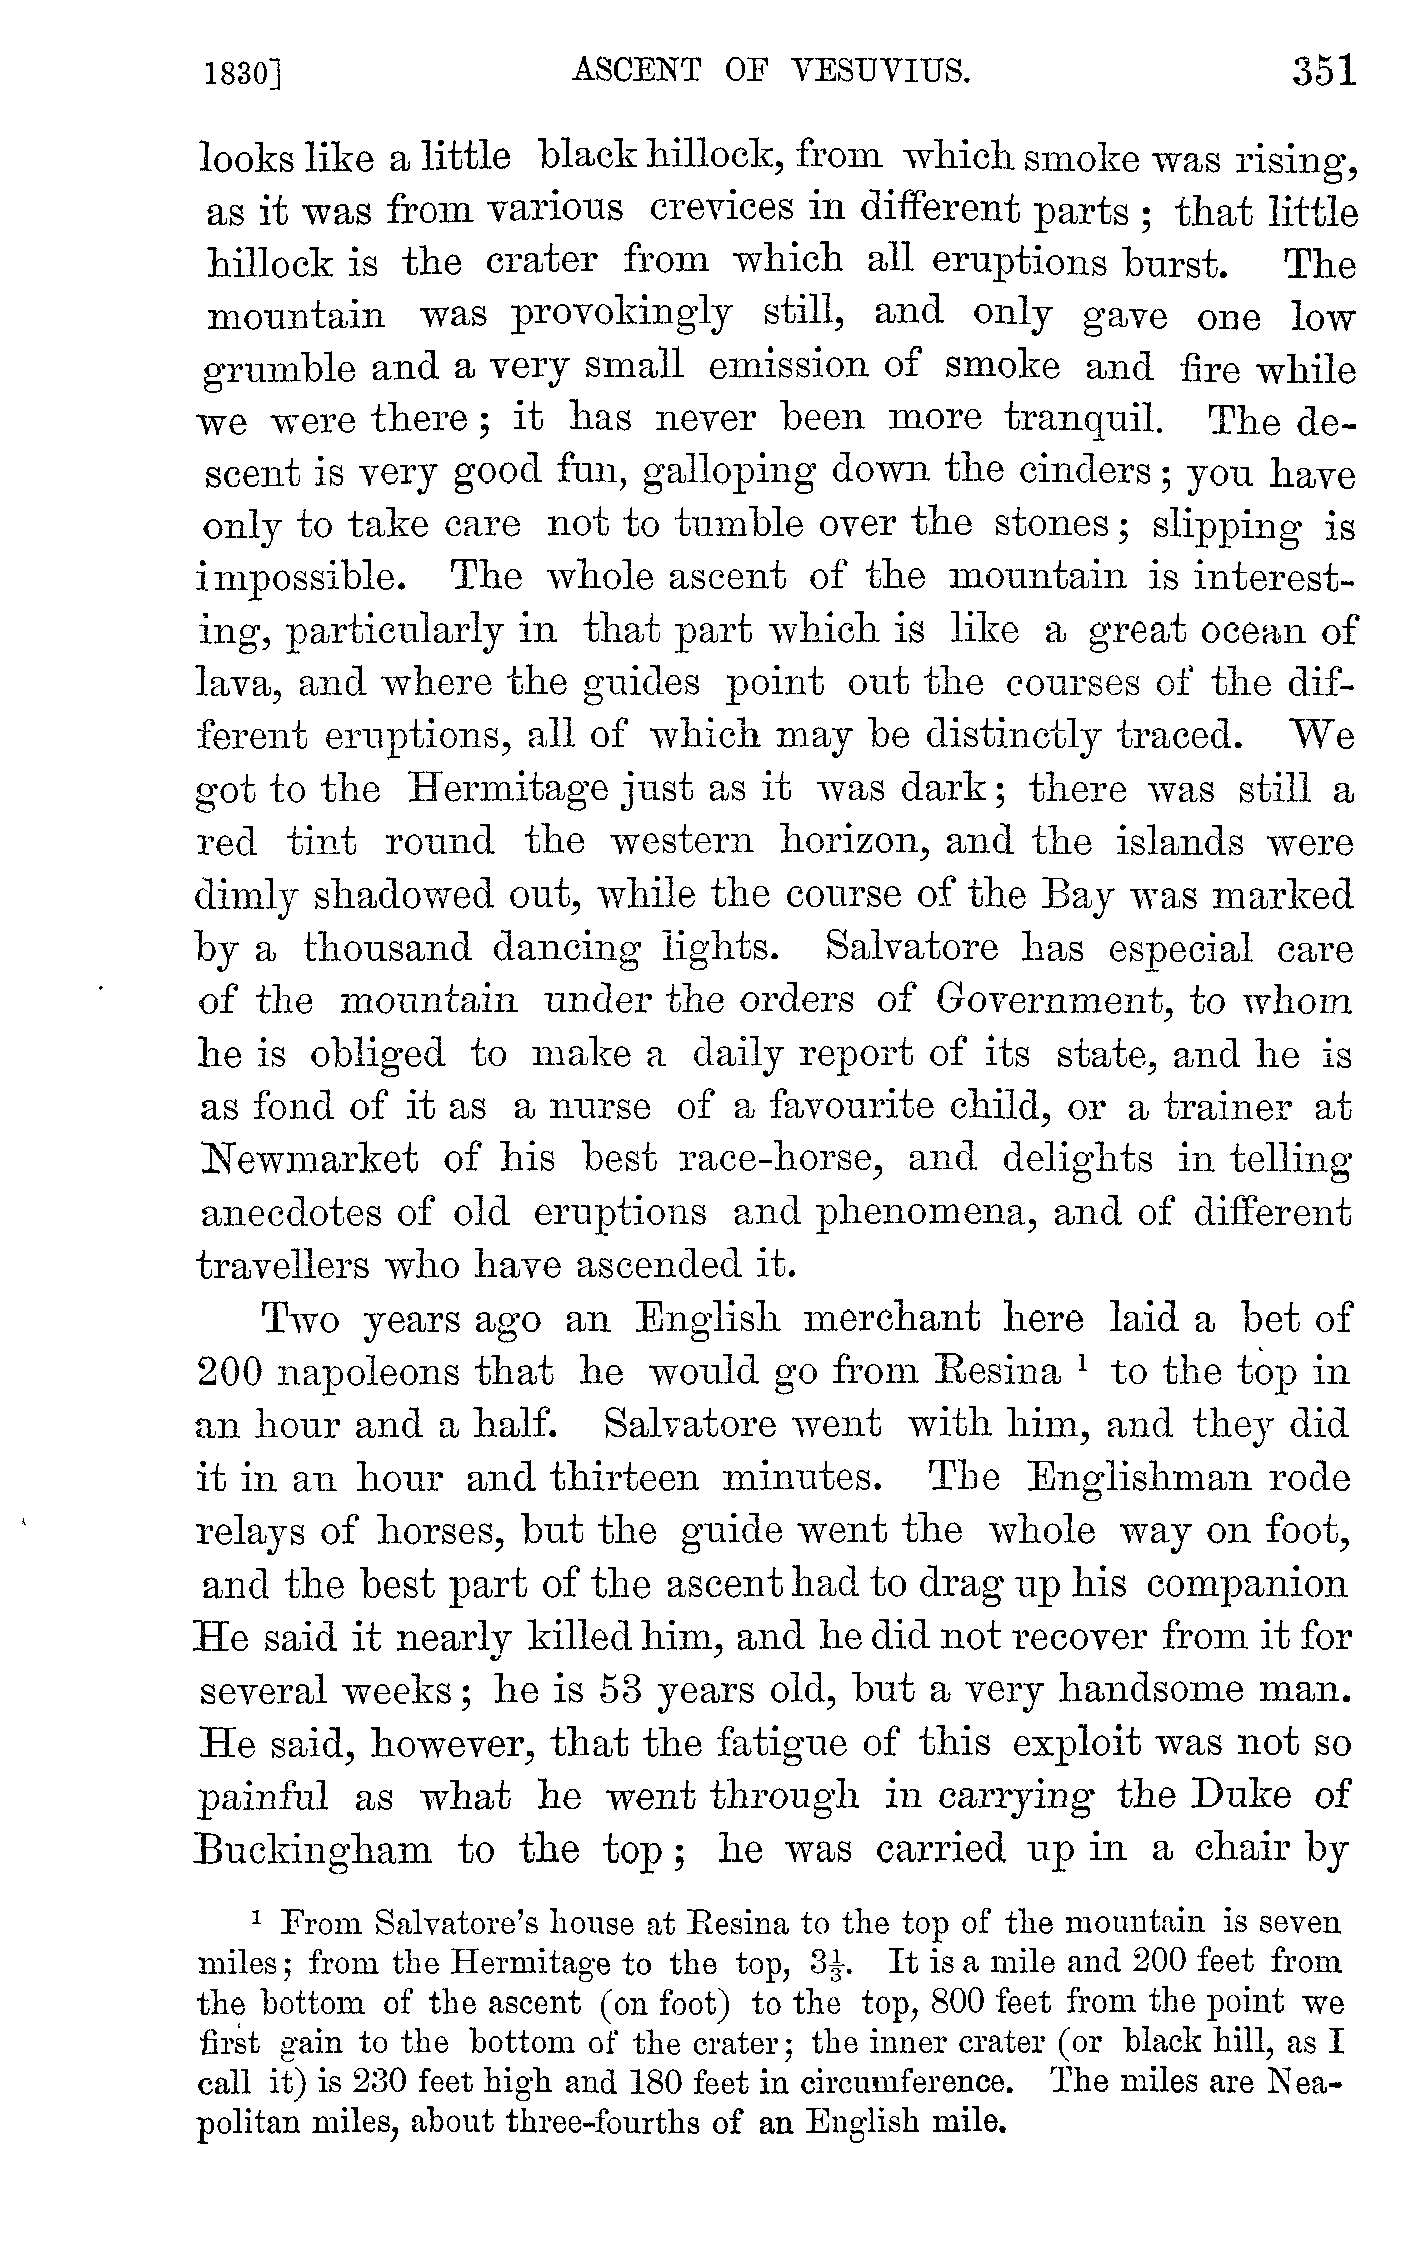 1830] ASCENT OF VESUVIUS. 351
looks like a little black hillock, from which smoke was rising,
as it was from various crevices in different parts ; that little
hillock is the crater from which all eruptions burst. The
mountain was provokingly still, and only gave one low
grumble and a very small emission of smoke and fire while
we were there ; it has never been more tranquil. The de-
scent is very good fun, galloping down the cinders ; you have
only to take care not to tumble over the stones ; slipping is
impossible. The whole ascent of the mountain is interest-
ing, particularly in that part which is like a great ocean of
lava, and where the guides point out the courses of the dif-
ferent eruptions, all of which may be distinctly traced. We
got to the Hermitage just as it was dark ; there was still a
red tint round the western horizon, and the islands were
dimly shadowed out, while the course of the Bay was marked
by a thousand dancing lights. Salvatore has especial care
of the mountain under the orders of Government, to whom
he is obliged to make a daily report of its state, and he is
as fond of it as a nurse of a favourite child, or a trainer at
Newmarket of his best race-horse, and delights in telling
anecdotes of old eruptions and phenomena, and of different
travellers who have ascended it.
Two years ago an English merchant here laid a bet of
200 napoleons that he would go from Resina 1 to the top in
an hour and a half. Salvatore went with him, and they did
it in an hour and thirteen minutes. The Englishman rode
relays of horses, but the guide went the whole way on foot,
and the best part of the ascent had to drag up his companion
He said it nearly killed him, and he did not recover from it for
several weeks ; he is 53 years old, but a very handsome man.
He said, however, that the fatigue of this exploit was not so
painful as what he went through in carrying the Duke of
Buckingham to the top ; he was carried up in a chair by
1 From Salvatore's house at Resina to the top of the mountain is seven
miles ; from the Hermitage to the top, 3⅓. It is a mile and 200 feet from
the bottom of the ascent (on foot) to the top, 800 feet from the point we
first gain to the bottom of the crater ; the inner crater (or black hill, as I
call it) is 230 feet high and 180 feet in circumference. The miles are Nea-
politan miles, about three-fourths of an English mile.